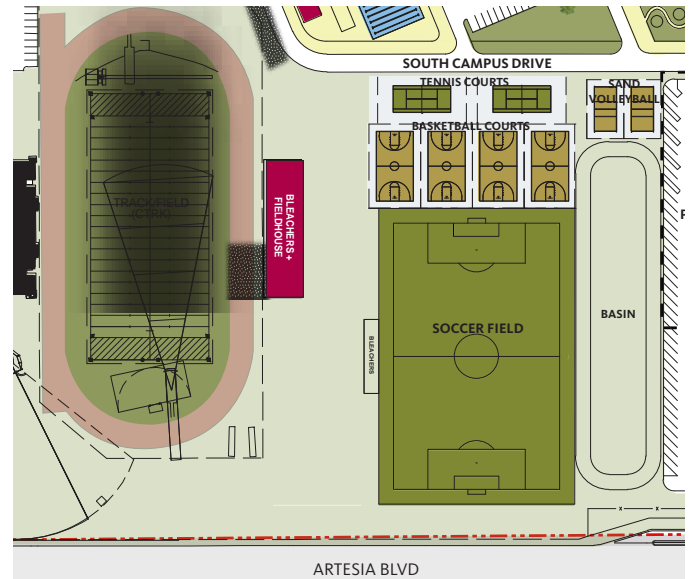 SOUTH CAMPUS DRIVE
TENNIS COURTS
SAND
VOLLEYBALL
BASKETBALL COURTS
TRACK FIELD
(CTRK)
BLEACHERS +
FIELDHOUSE
SOCCER FIELD
BLEACHERS
BASIN
X X
ARTESIA BLVD